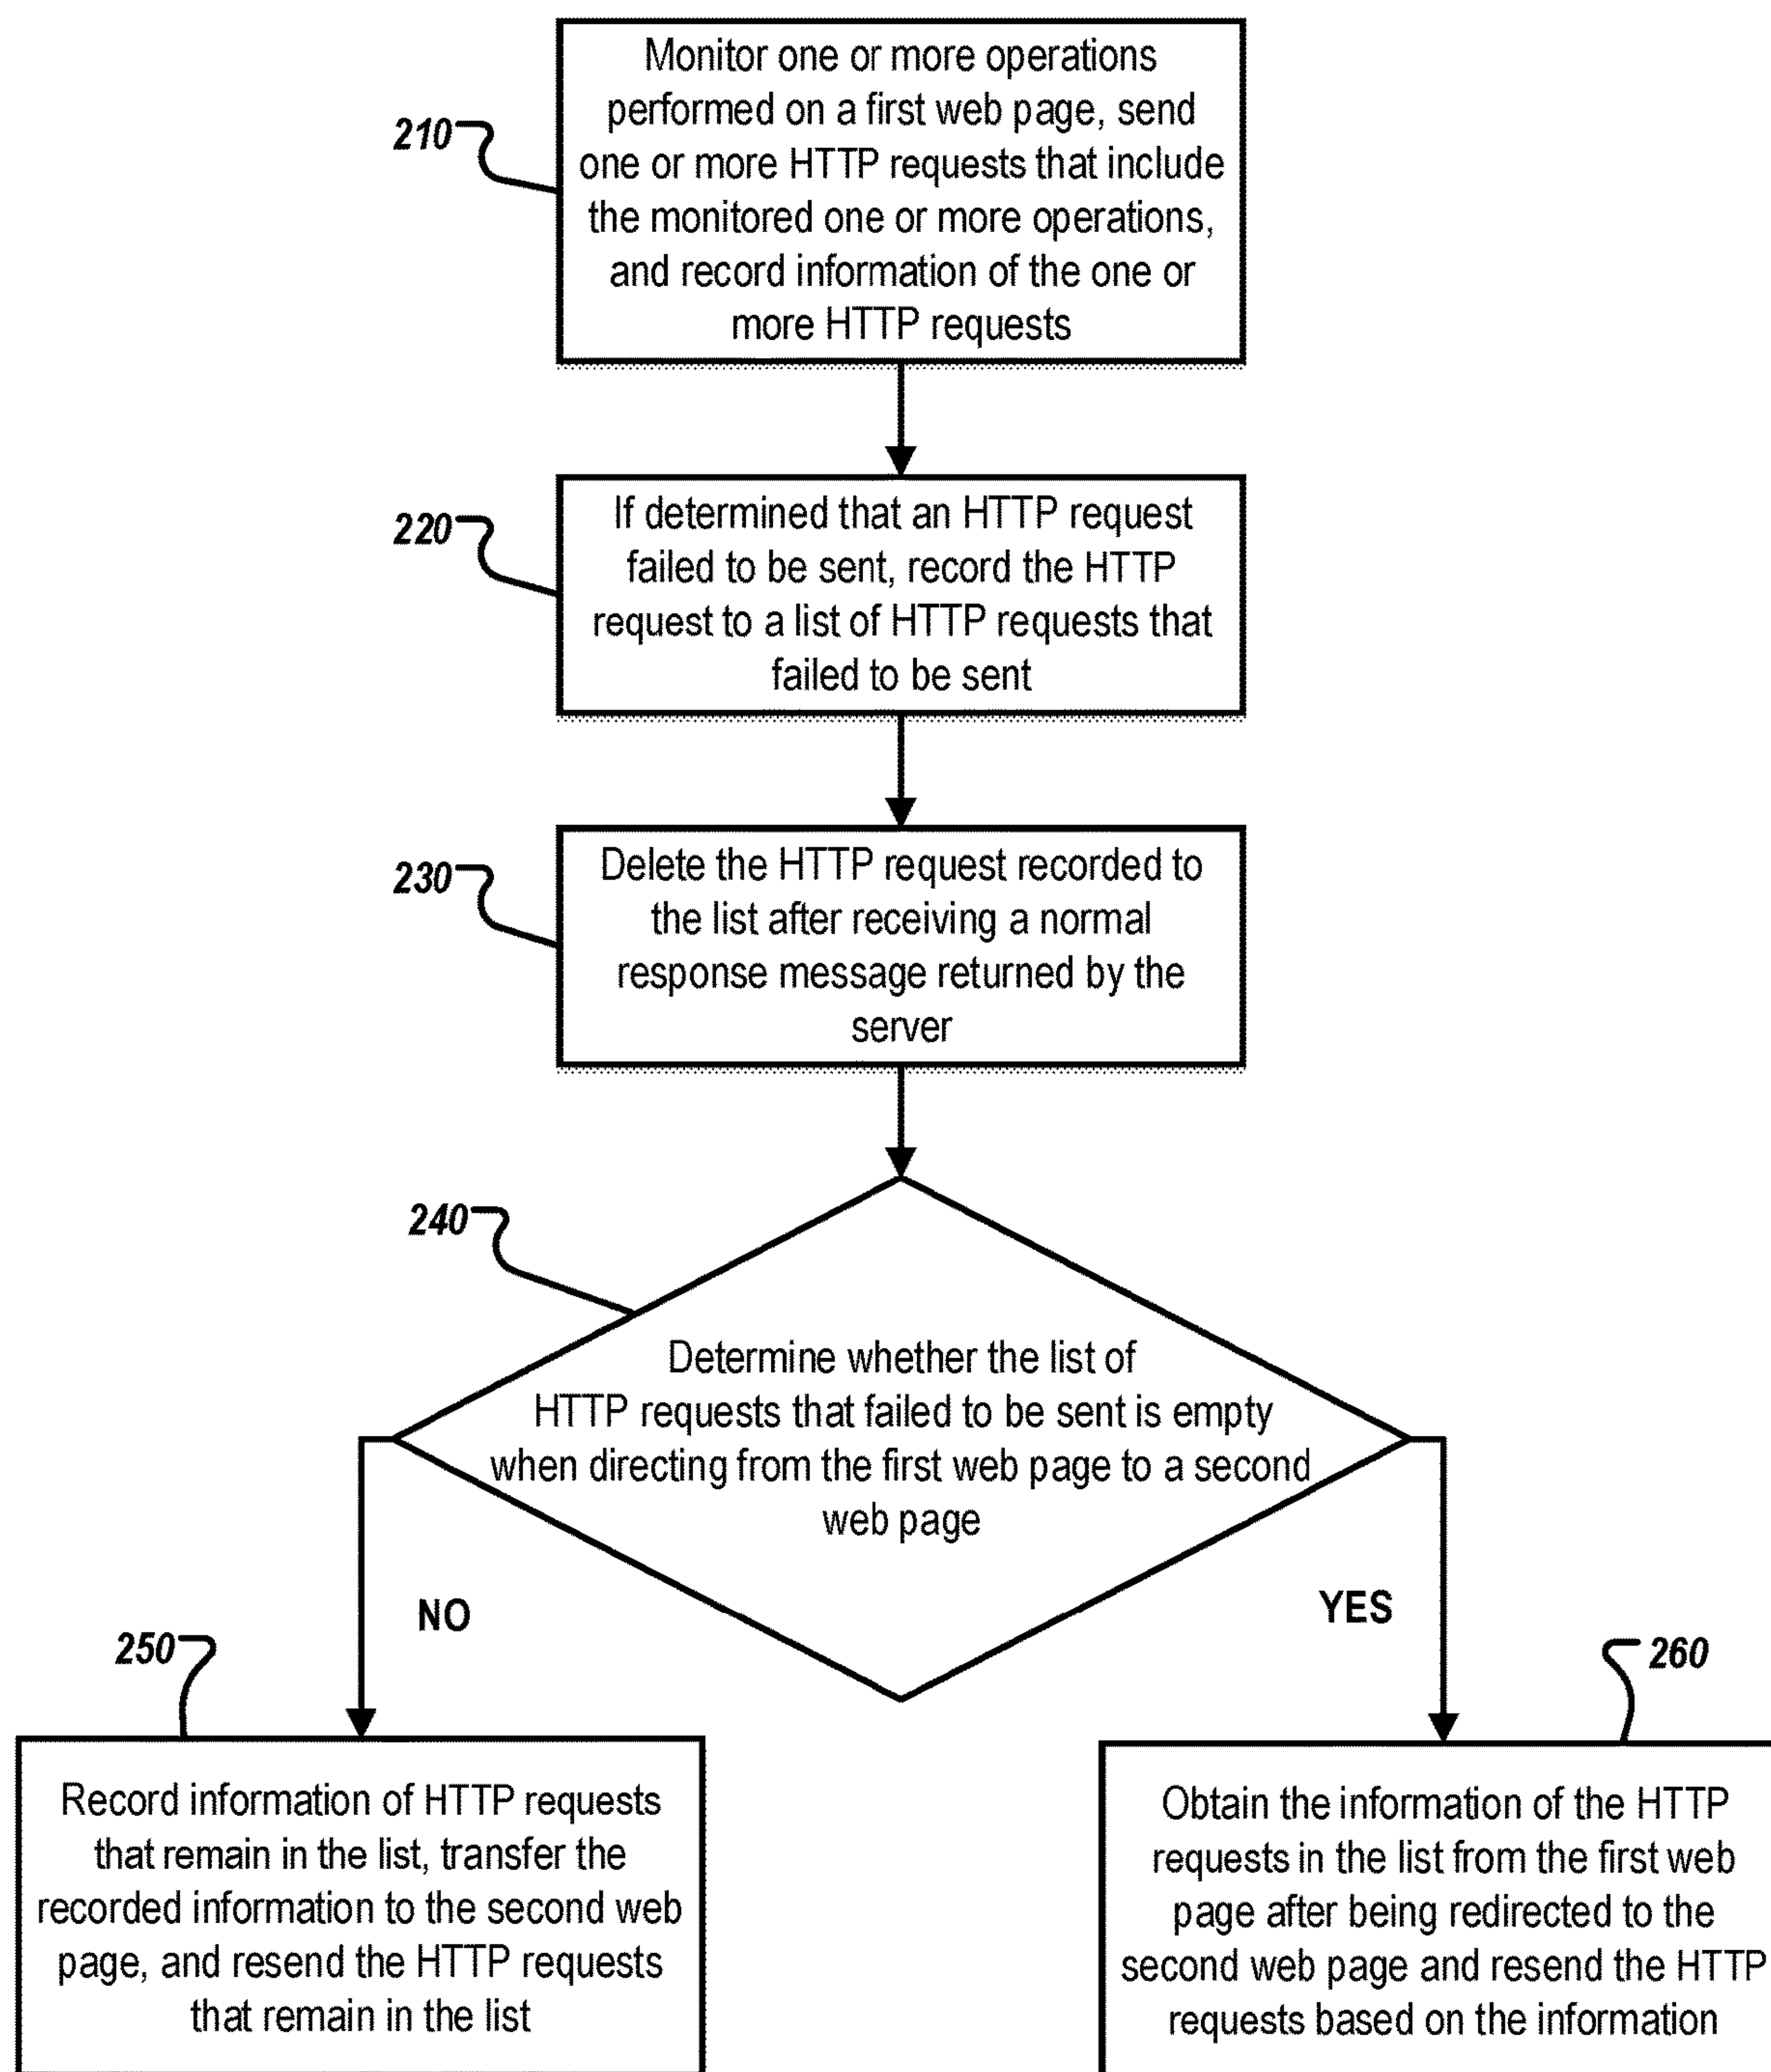 210
Monitor one or more operations
performed on a first web page, send
one or more HTTP requests that include
the monitored one or more operations,
and record information of the one or
more HTTP requests
220
If determined that an HTTP request
failed to be sent, record the HTTP
request to a list of HTTP requests that
failed to be sent
230
Delete the HTTP request recorded to
the list after receiving a normal
response message returned by the
server
240
Determine whether the list of
HTTP requests that failed to be sent is empty
when directing from the first web page to a second
web page
NO
YES
250
Record information of HTTP requests
that remain in the list, transfer the
recorded information to the second web
page, and resend the HTTP requests
that remain in the list
260
Obtain the information of the HTTP
requests in the list from the first web
page after being redirected to the
second web page and resend the HTTP
requests based on the information